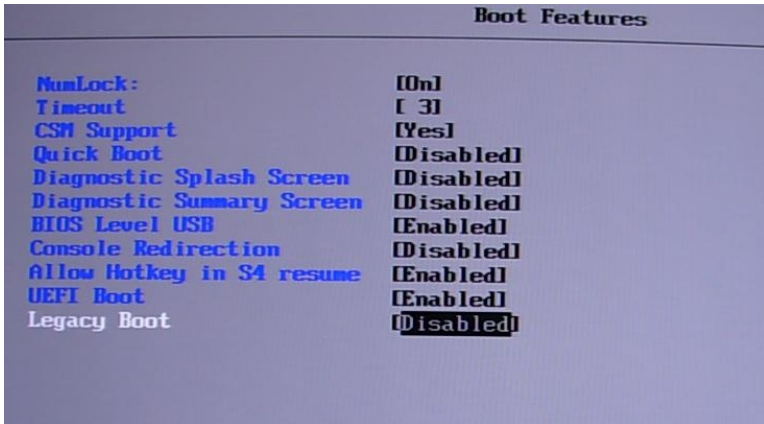 Boot Features
NumLock: [On]
Timeout [ 3]
CSM Support [Yes]
Quick Boot [Disabled]
Diagnostic Splash Screen [Disabled]
Diagnostic Summary Screen [Disabled]
BIOS Level USB [Enabled]
Console Redirection [Disabled]
Allow Hotkey in S4 resume [Enabled]
UEFI Boot [Enabled]
Legacy Boot [Disabled]